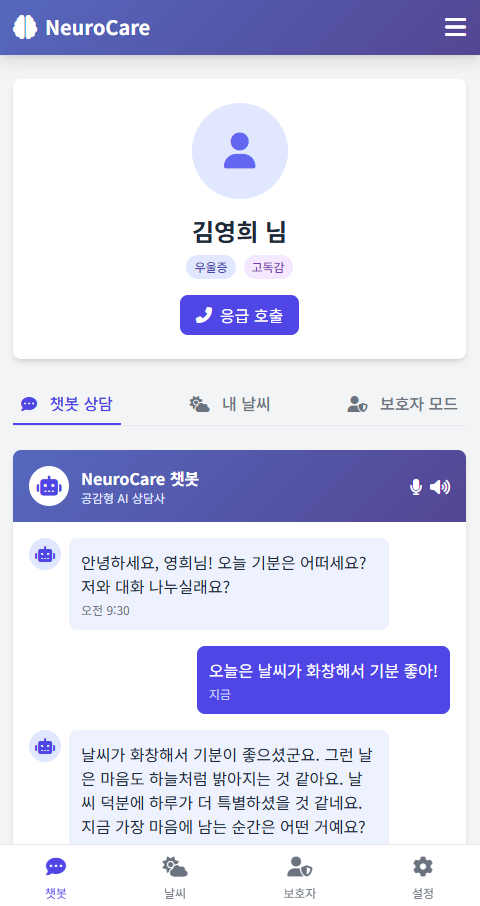 NeuroCare
김영희 님
우울증 고독감
응급 호출
챗봇 상담 내 날씨 보호자 모드
NeuroCare 챗봇
공감형 AI 상담사
안녕하세요, 영희님! 오늘 기분은 어떠세요?
저와 대화 나누실래요?
오전 9:30
오늘은 날씨가 화창해서 기분 좋아!
지금
날씨가 화창해서 기분이 좋으셨군요. 그런 날
은 마음도 하늘처럼 밝아지는 것 같아요. 날
씨 덕분에 하루가 더 특별하셨을 것 같네요.
지금 가장 마음에 남는 순간은 어떤 거예요?
챗봇 날씨 보호자 설정